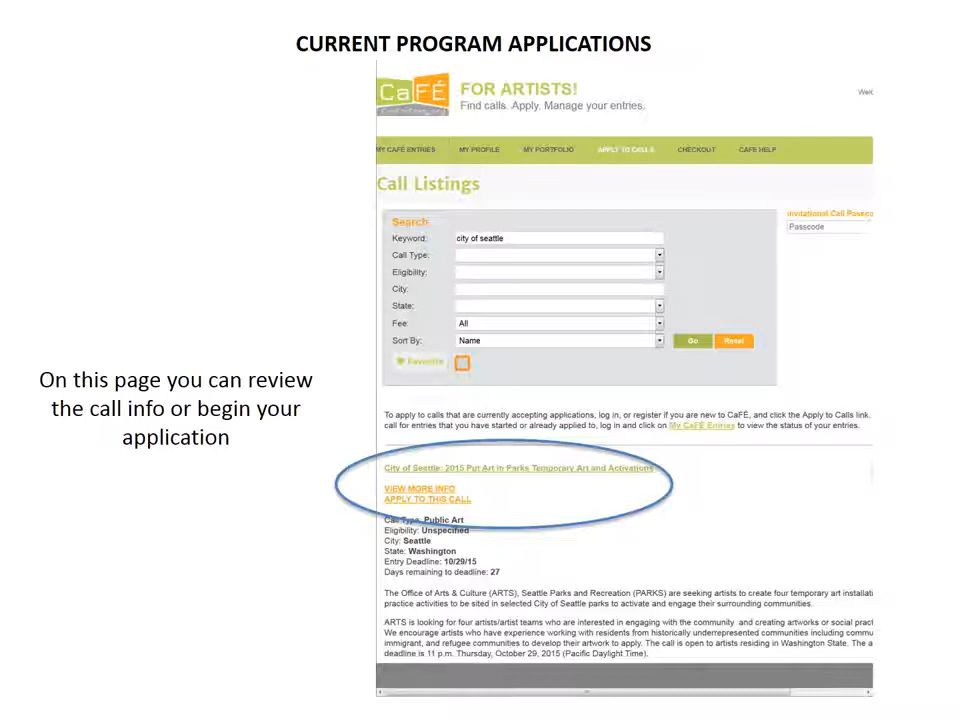 CURRENT PROGRAM APPLICATIONS
CaFÉ
FOR ARTISTS!
Find calls. Apply. Manage your entries.
MY CAFÉ ENTRIES MY PROFILE MY PORTFOLIO APPLY TO CALLS CHECKOUT CAFE HELP
Call Listings
Search
Invitational Call
Keyword: city of seattle
Passcode
Call Type:
Eligibility:
City:
State:
Fee: All
Sort By: Name Go Reset
Favorite
On this page you can review
the call info or begin your
application
To apply to calls that are currently accepting applications, log in, or register if you are new to CaFÉ, and click the Apply to Calls link.
call for entries that you have started or already applied to, log in and click on My CaFÉ Entries to view the status of your entries.
City of Seattle: 2015 Put Art in Parks Temporary Art and Activations
VIEW MORE INFO
APPLY TO THIS CALL
Call Type: Public Art
Eligibility: Unspecified
City: Seattle
State: Washington
Entry Deadline: 10/29/15
Days remaining to deadline: 27
The Office of Arts & Culture (ARTS), Seattle Parks and Recreation (PARKS) are seeking artists to create four temporary art installati
practice activities to be sited in selected City of Seattle parks to activate and engage their surrounding communities.
ARTS is looking for four artists/artist teams who are interested in engaging with the community and creating artworks or social pract
We encourage artists who have experience working with residents from historically underrepresented communities including commu
immigrant, and refugee communities to develop their artwork to apply. The call is open to artists residing in Washington State. The a
deadline is 11 p.m. Thursday, October 29, 2015 (Pacific Daylight Time).